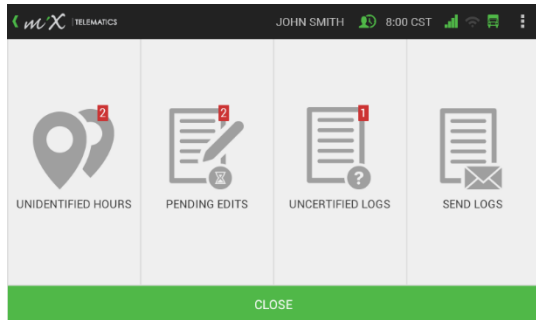 miX TELEMATICS
JOHN SMITH 8:00 CST
2 2 1
UNIDENTIFIED HOURS PENDING EDITS UNCERTIFIED LOGS SEND LOGS
CLOSE